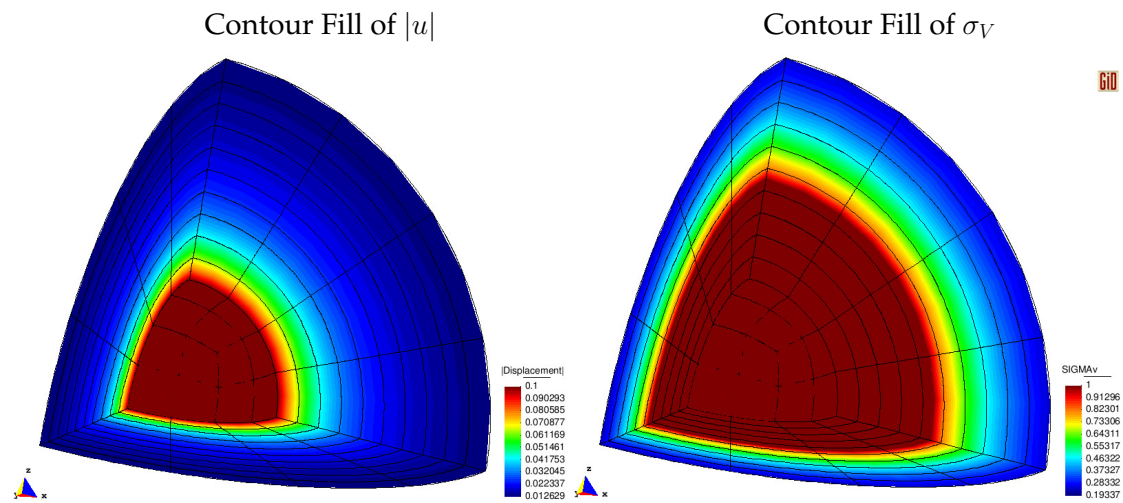 Contour Fill of |u|
Contour Fill of σV
GiD
|Displacement|
0.1
0.090293
0.080585
0.070877
0.061169
0.051461
0.041753
0.032045
0.022337
0.012629
SIGMAv
1
0.91296
0.82301
0.73306
0.64311
0.55317
0.46322
0.37327
0.28332
0.19337
z
y x
z
y x